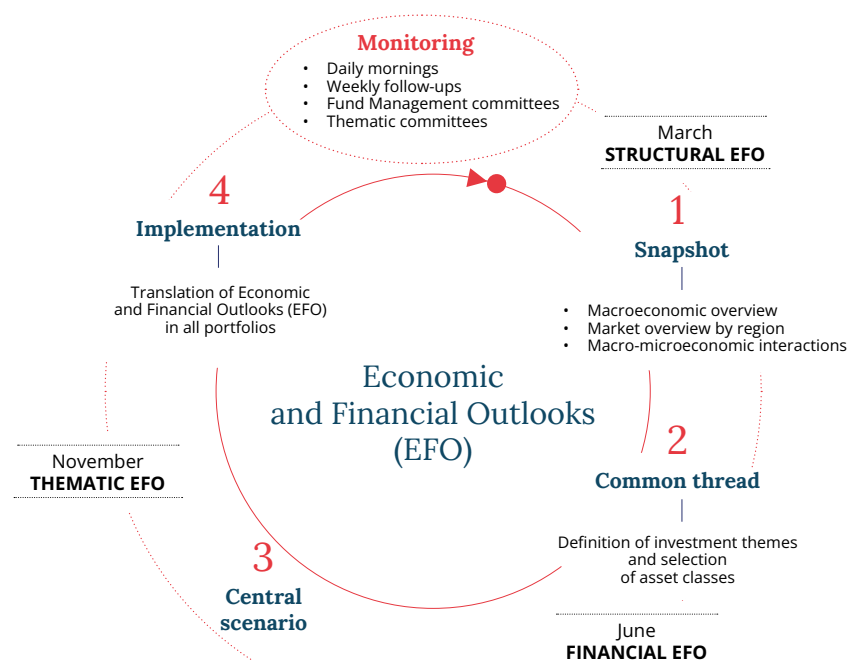 Monitoring
• Daily mornings
• Weekly follow-ups
• Fund Management committees
• Thematic committees
March
STRUCTURAL EFO
1
Snapshot
• Macroeconomic overview
• Market overview by region
• Macro-microeconomic interactions
4
Implementation
Translation of Economic
and Financial Outlooks (EFO)
in all portfolios
Economic
and Financial Outlooks
(EFO)
2
Common thread
Definition of investment themes
and selection
of asset classes
June
FINANCIAL EFO
3
Central
scenario
November
THEMATIC EFO